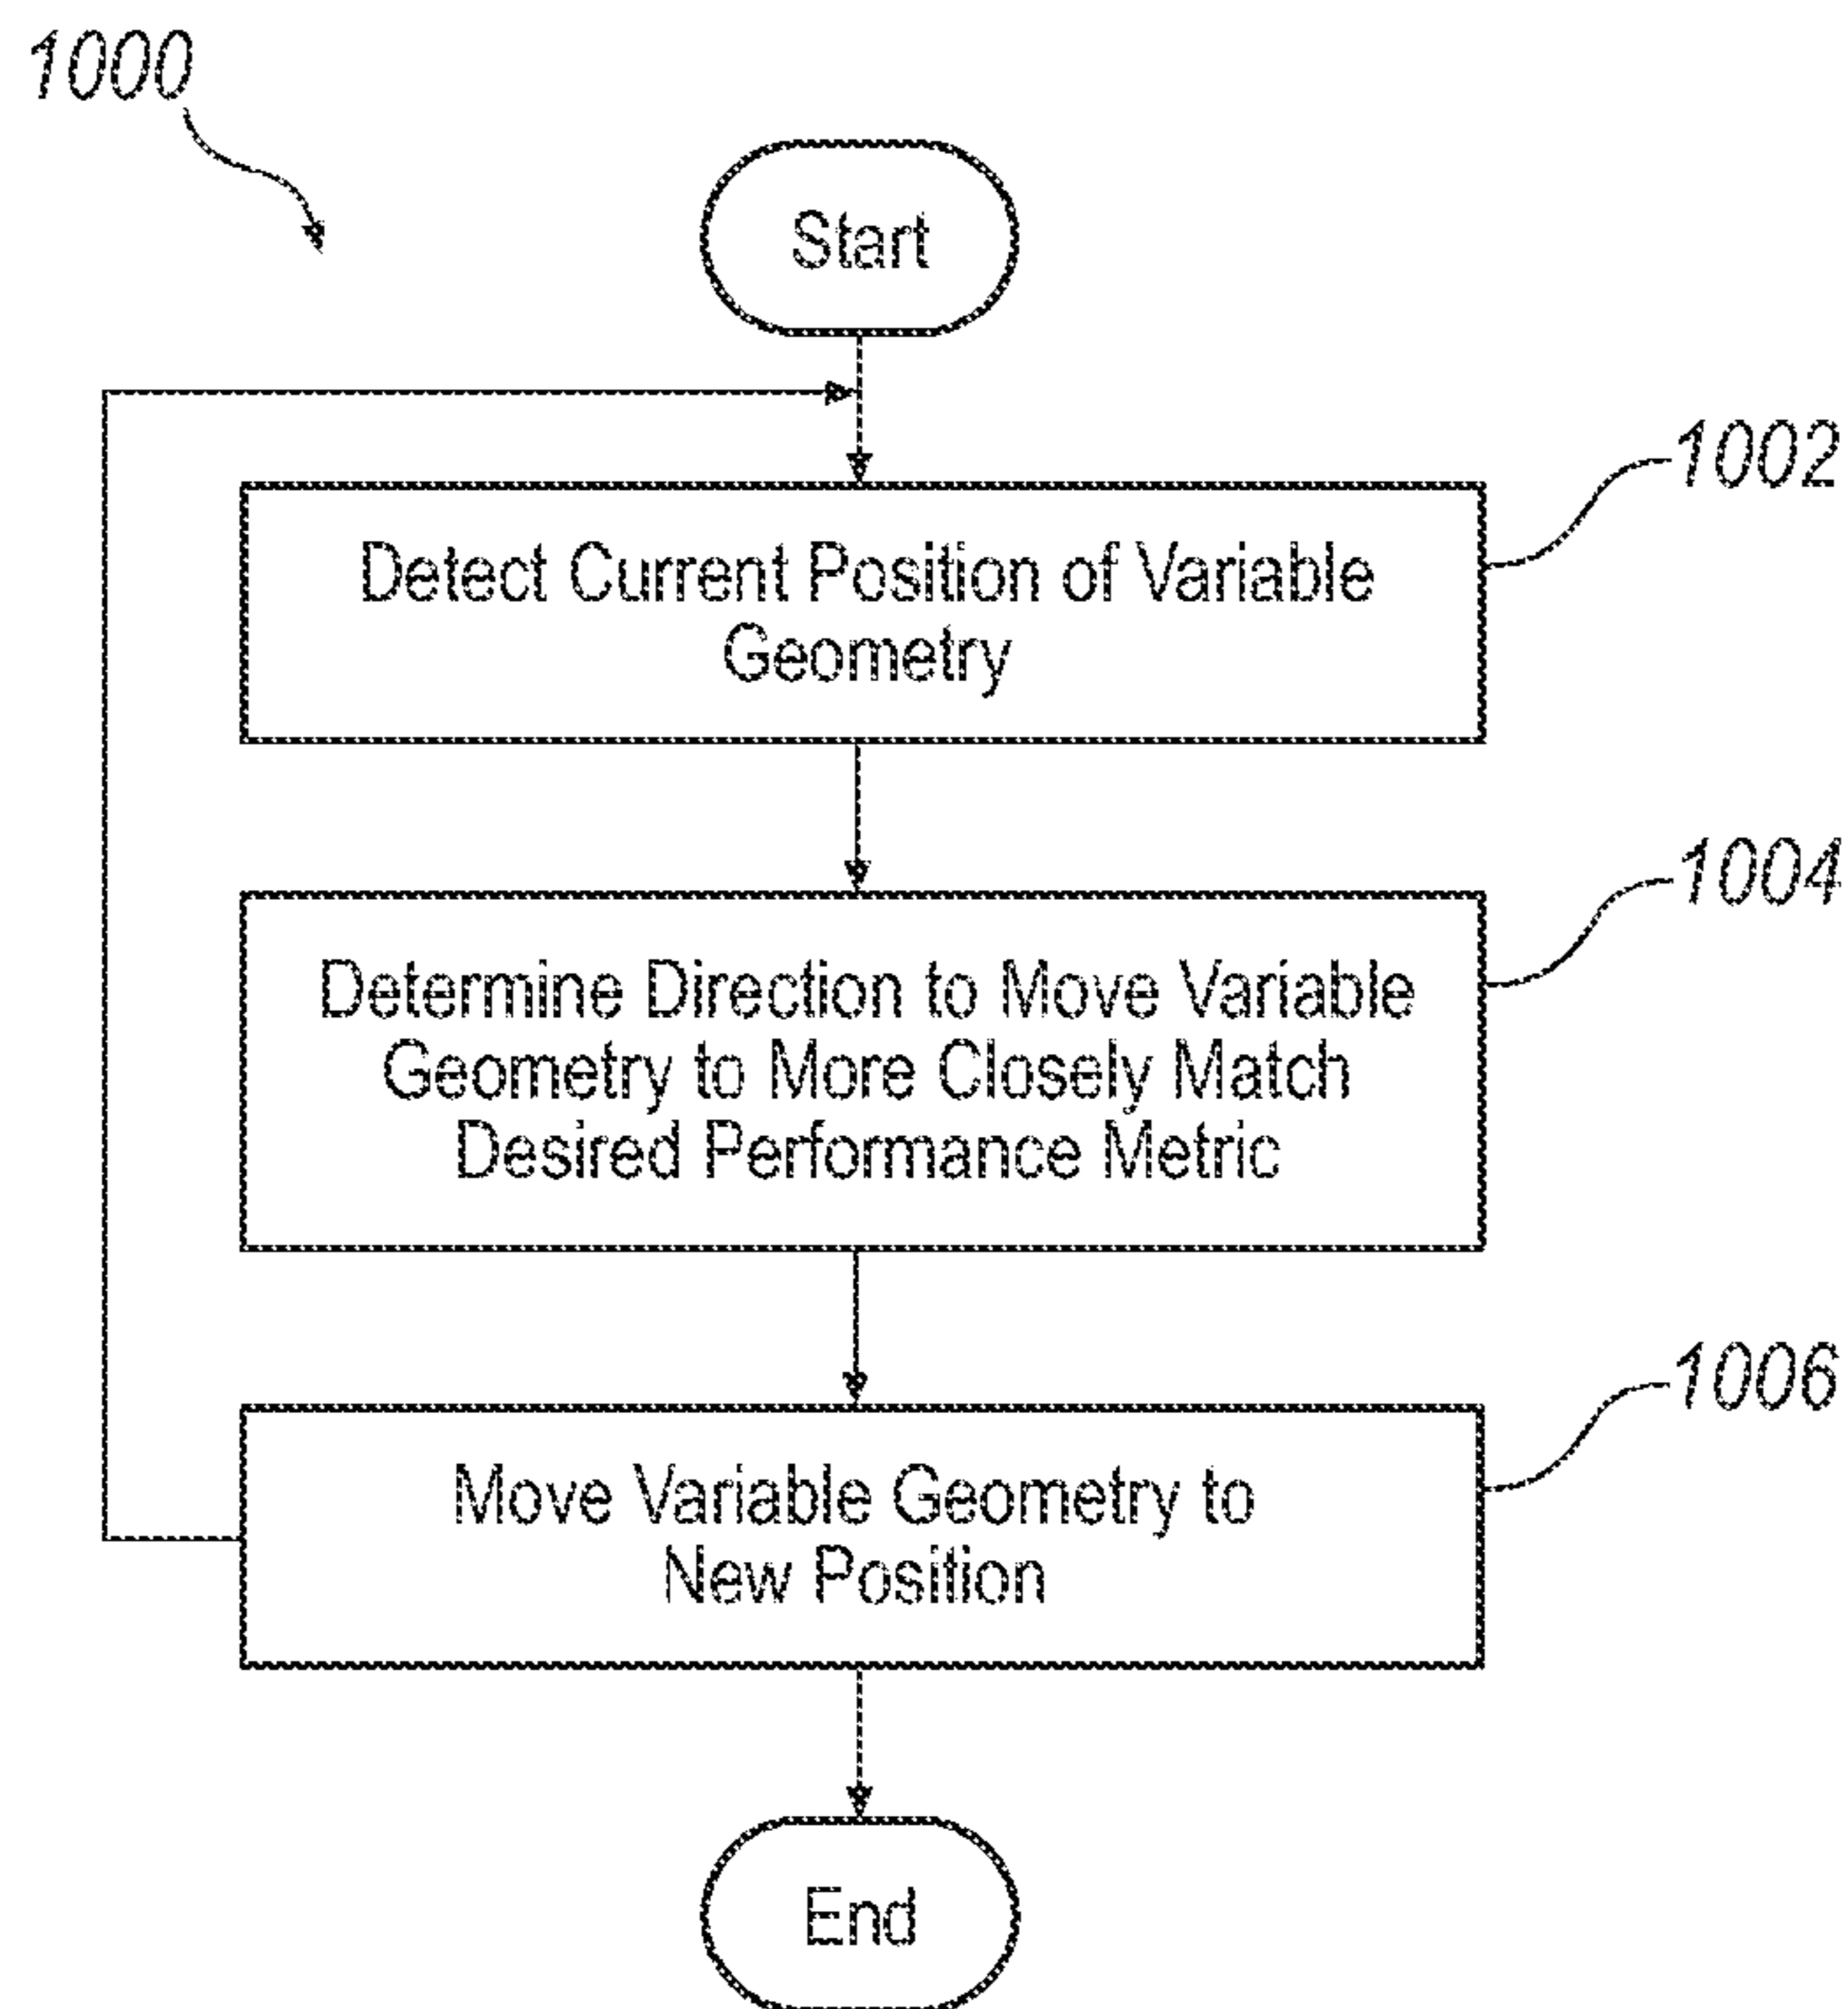 1000
Start
1002
Detect Current Position of Variable
Geometry
1004
Determine Direction to Move Variable
Geometry to More Closely Match
Desired Performance Metric
1006
Move Variable Geometry to
New Position
End